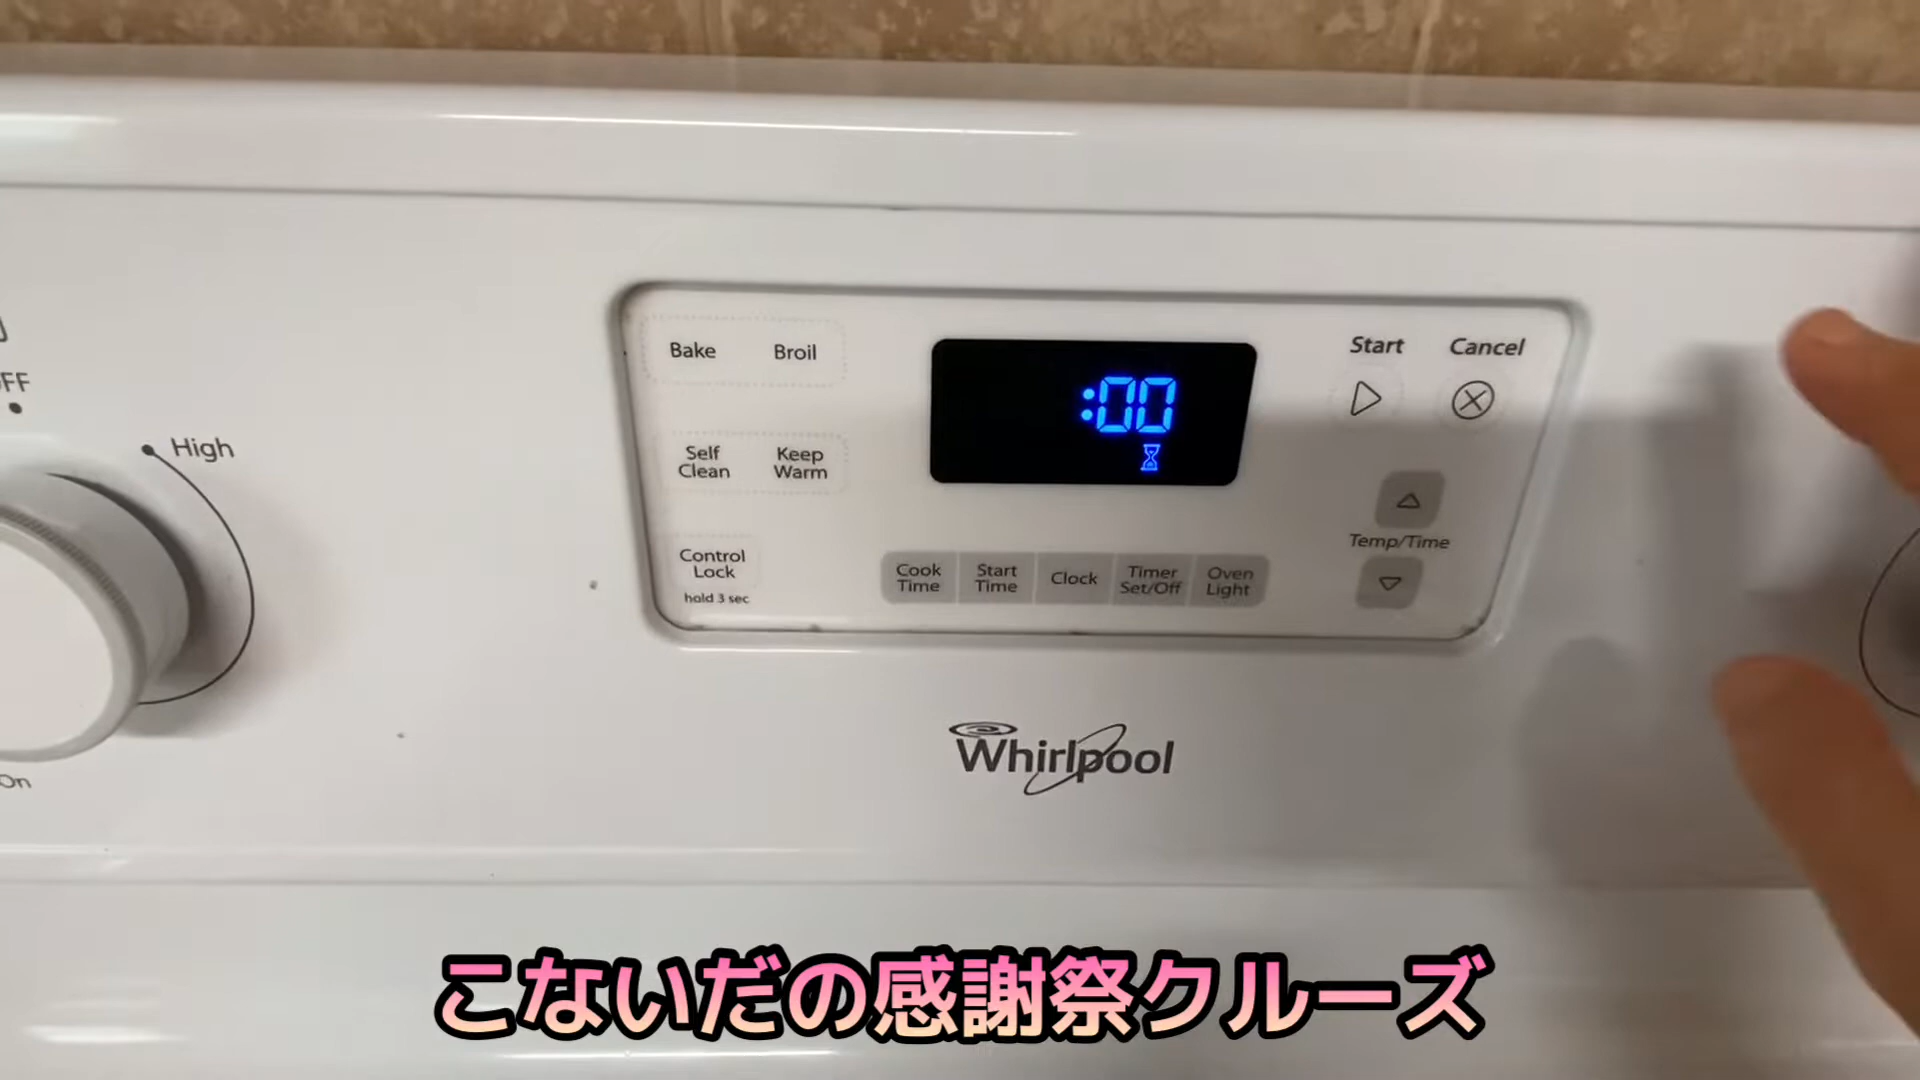 FF
High
On
Bake
Broil
Self
Clean
Keep
Warm
Control
Lock
hold 3 sec
:00
Cook
Time
Start
Time
Clock
Timer
Set/Off
Oven
Light
Start
Cancel
Temp/Time
Whirlpool
こないだの感謝祭クルーズ